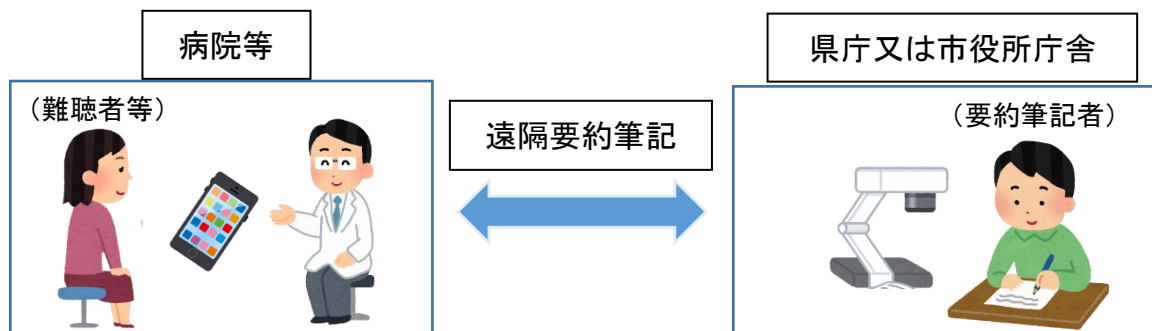 病院等
県庁又は市役所庁舎
（難聴者等）
遠隔要約筆記
（要約筆記者）